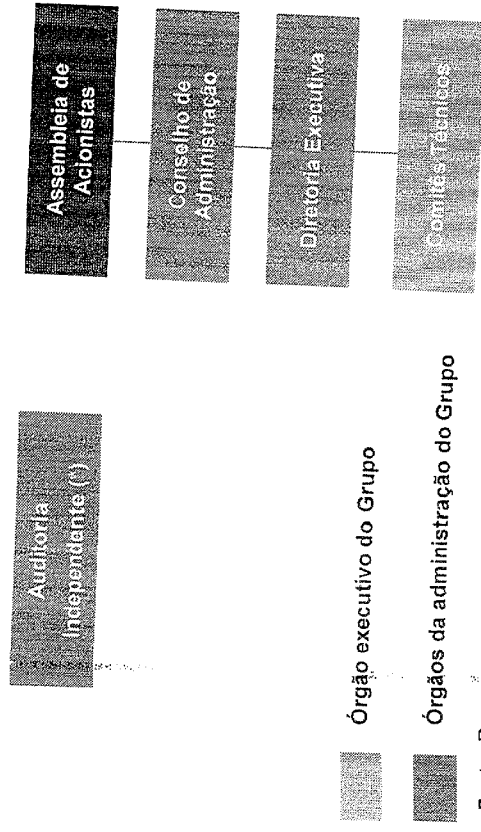 Assembleia de
Acionistas
Conselho de
Administração
Diretoria Executiva
Comitês Técnicos
Auditoria
Independente (*)
Órgão executivo do Grupo
Órgãos da administração do Grupo